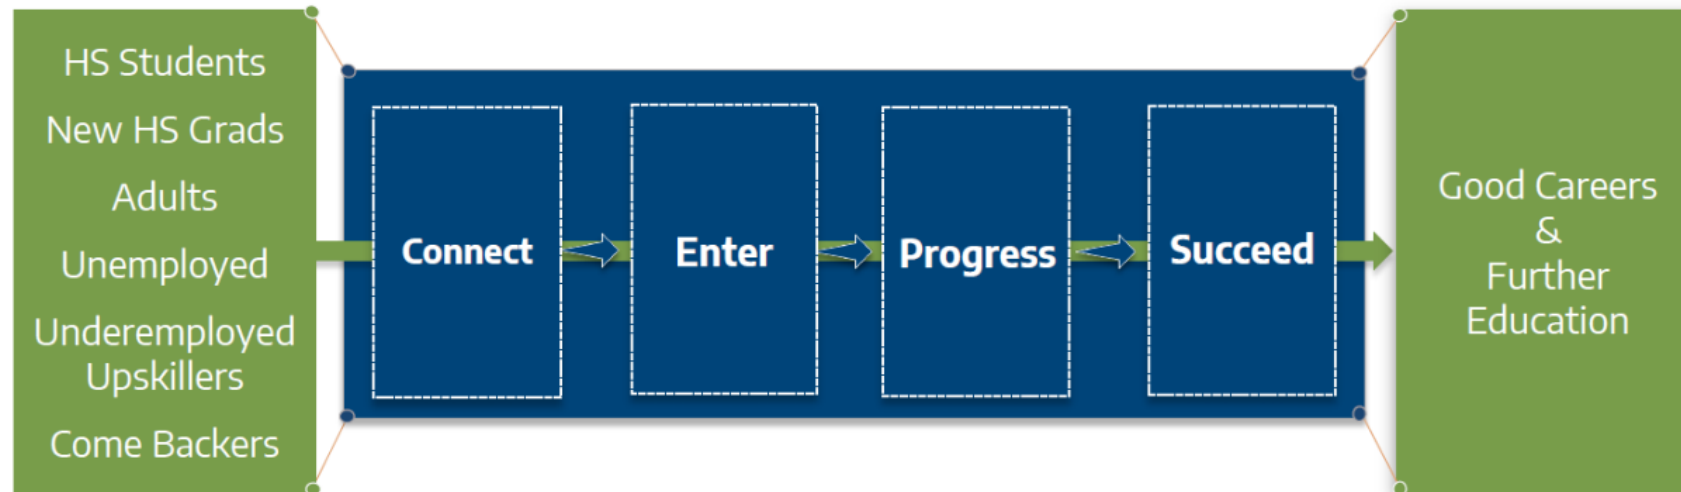 HS Students
New HS Grads
Adults
Unemployed
Underemployed
Upskillers
Come Backers
Connect
Enter
Progress
Succeed
Good Careers
&
Further
Education